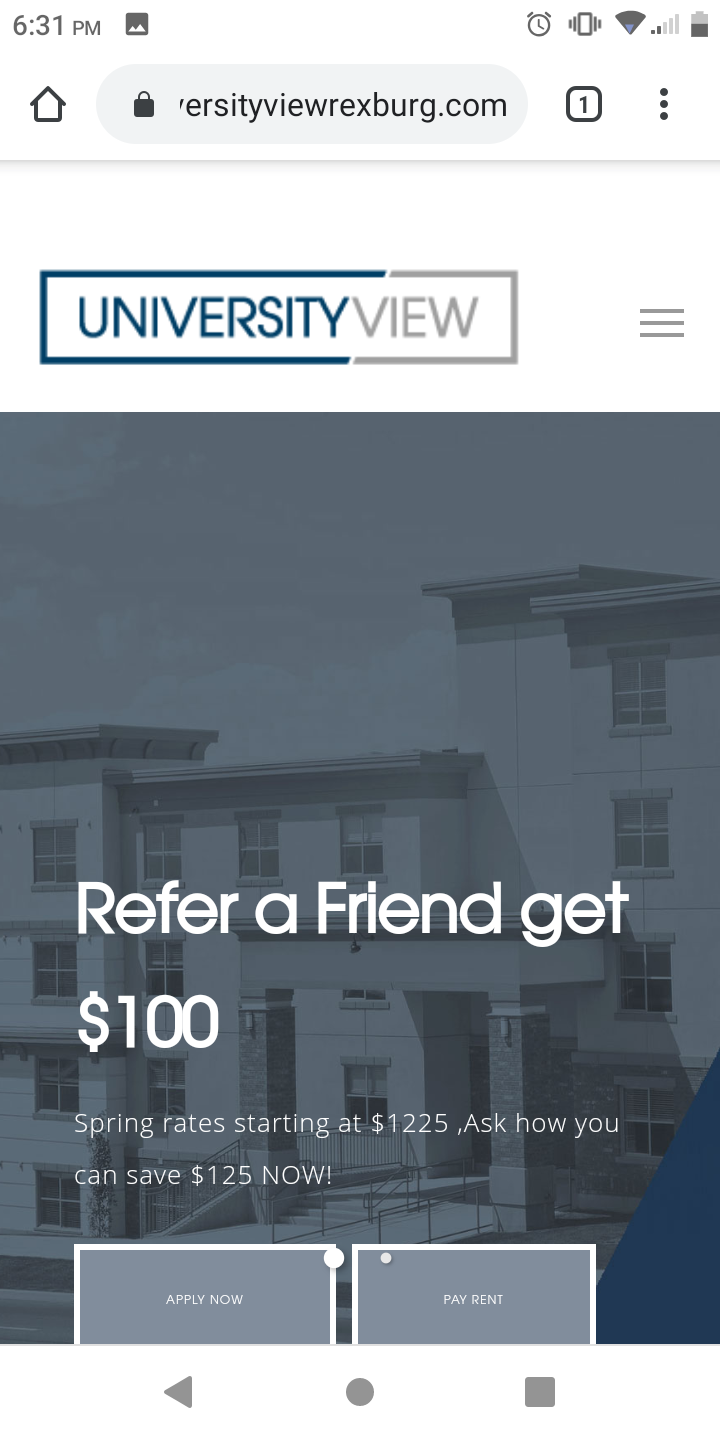 6:31 PM
versityviewrexburg.com
1
UNIVERSITYVIEW
Refer a Friend get
$100
Spring rates starting at $1225 ,Ask how you
can save $125 NOW!
APPLY NOW
PAY RENT